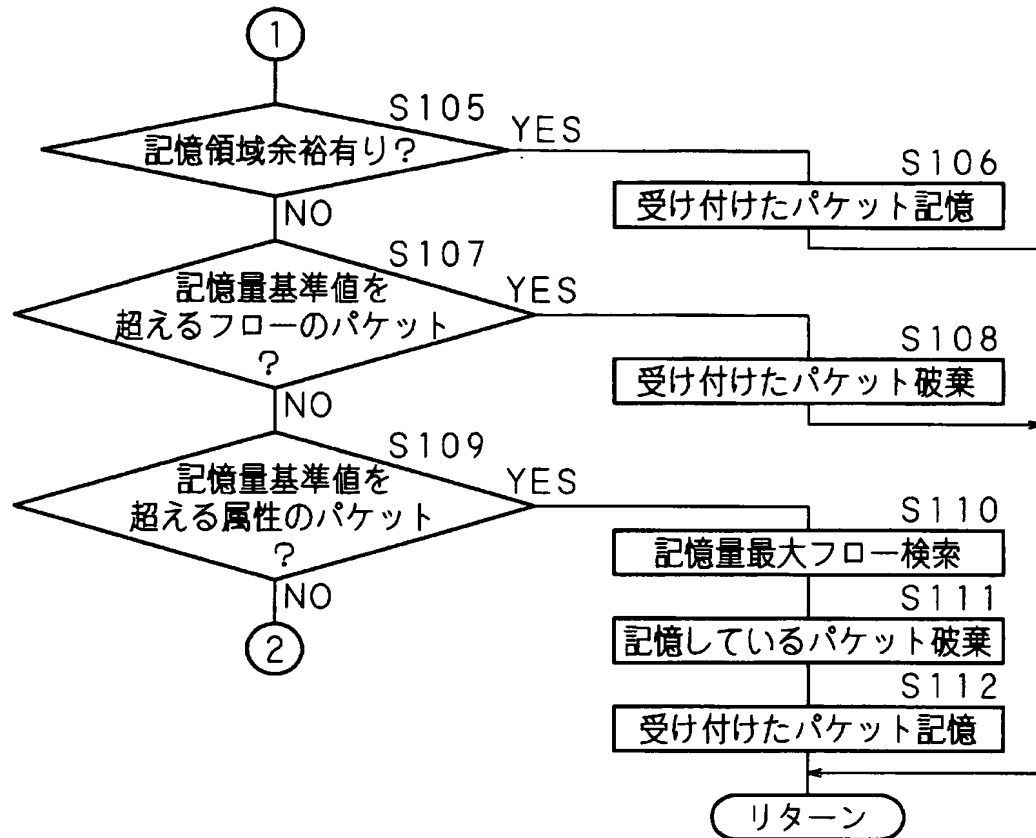 1
S105
記憶領域余裕有り？
YES
S106
受け付けたパケット記憶
NO
S107
記憶量基準値を
超えるフローのパケット
？
YES
S108
受け付けたパケット破棄
NO
S109
記憶量基準値を
超える属性のパケット
？
YES
S110
記憶量最大フロー検索
NO
S111
記憶しているパケット破棄
2
S112
受け付けたパケット記憶
リターン